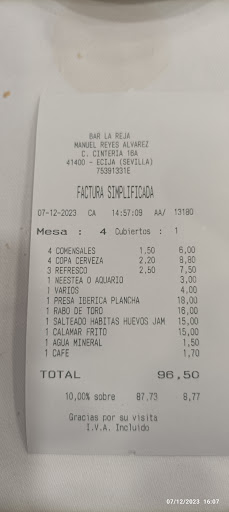 BAR LA REJA
MANUEL REYES ALVAREZ
C. CINTERIA 16A
41400 - ECIJA (SEVILLA)
75391331E
FACTURA SIMPLIFICADA
07-12-2023 CA 14:57:09 AA/ 13180
Mesa : 4 Cubiertos : 1
4 COMENSALES 1,50 6,00
4 COPA CERVEZA 2,20 8,80
3 REFRESCO 2,50 7,50
1 NEESTEA O AQUARIO 3,00
1 VARIOS 4,00
1 PRESA IBERICA PLANCHA 18,00
1 RABO DE TORO 16,00
1 SALTEADO HABITAS HUEVOS JAM 15,00
1 CALAMAR FRITO 15,00
1 AGUA MINERAL 1,50
1 CAFE 1,70
TOTAL 96,50
10,00% sobre 87,73 8,77
Gracias por su visita
I.V.A. Incluido
07/12/2023 16:07